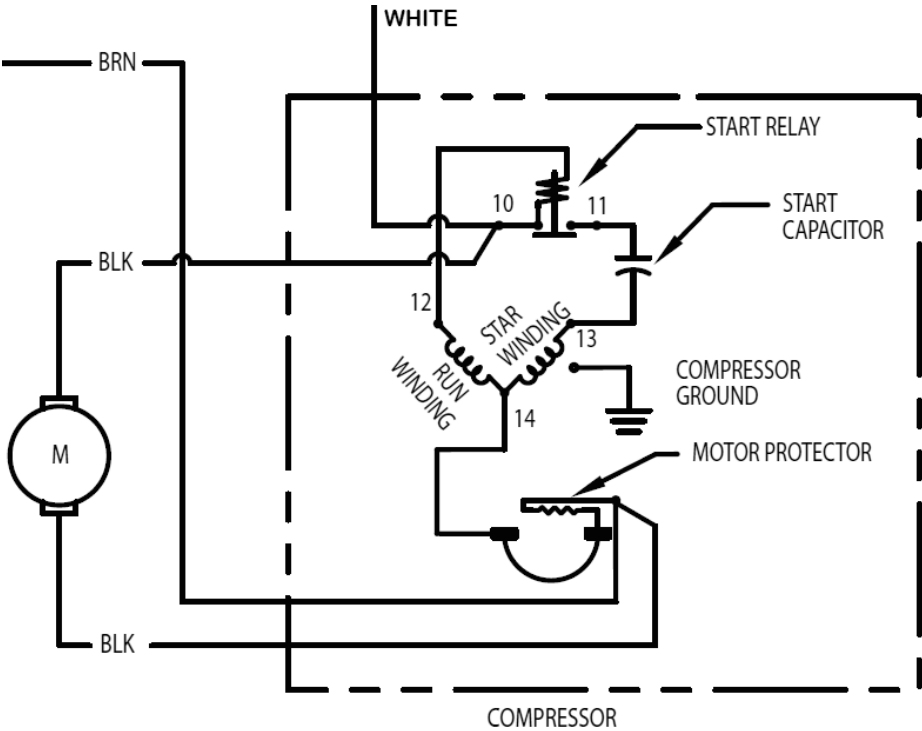 WHITE
BRN
START RELAY
10
11
START
CAPACITOR
BLK
12
STAR
WINDING
13
RUN
WINDING
COMPRESSOR
GROUND
14
M
MOTOR PROTECTOR
BLK
COMPRESSOR